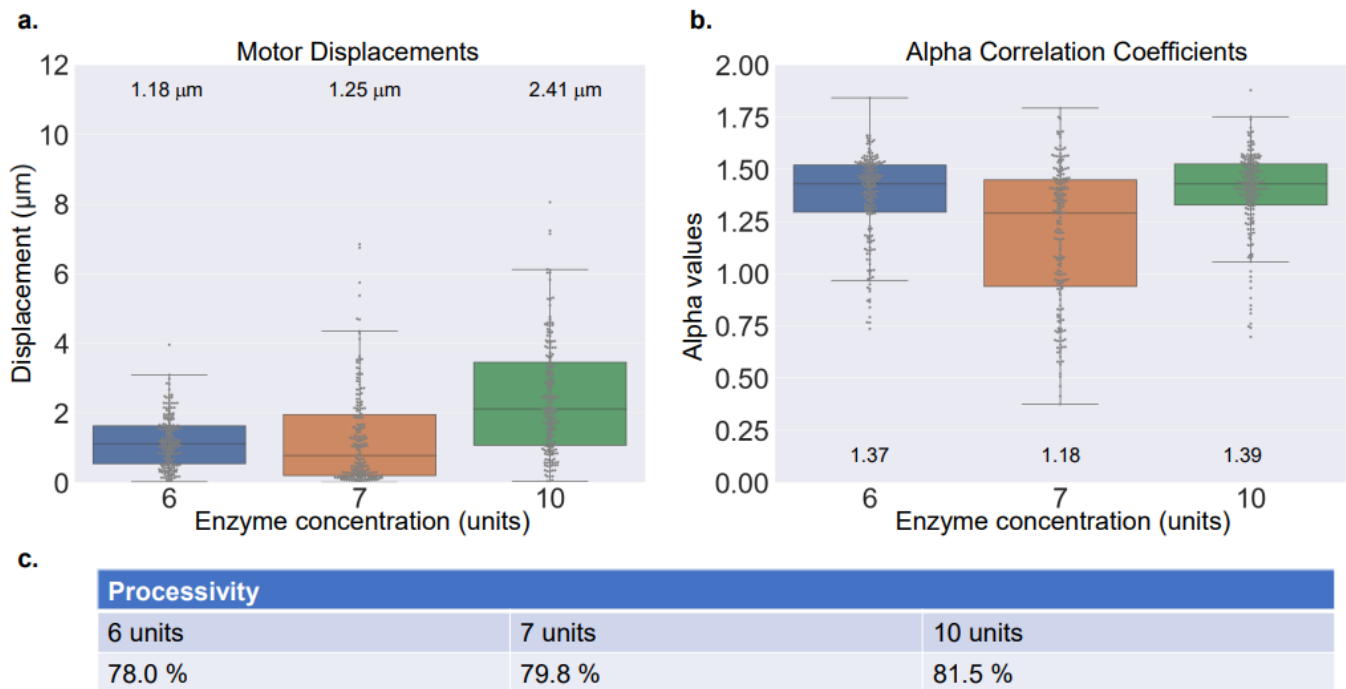 a.
Motor Displacements
12
10
8
6
4
2
0
Displacement (μm)
1.18 μm 1.25 μm 2.41 μm
6 7 10
Enzyme concentration (units)
b.
Alpha Correlation Coefficients
2.00
1.75
1.50
1.25
1.00
0.75
0.50
0.25
0.00
Alpha values
1.37 1.18 1.39
6 7 10
Enzyme concentration (units)
c.
Processivity
6 units 7 units 10 units
78.0 % 79.8 % 81.5 %